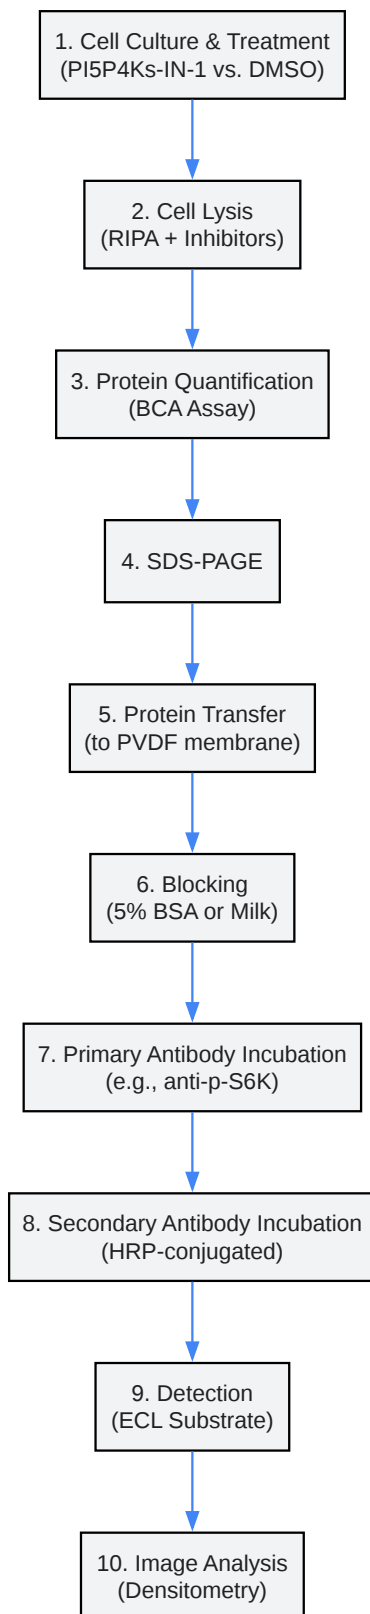 1. Cell Culture & Treatment
(PI5P4Ks-IN-1 vs. DMSO)
2. Cell Lysis
(RIPA + Inhibitors)
3. Protein Quantification
(BCA Assay)
4. SDS-PAGE
5. Protein Transfer
(to PVDF membrane)
6. Blocking
(5% BSA or Milk)
7. Primary Antibody Incubation
(e.g., anti-p-S6K)
8. Secondary Antibody Incubation
(HRP-conjugated)
9. Detection
(ECL Substrate)
10. Image Analysis
(Densitometry)